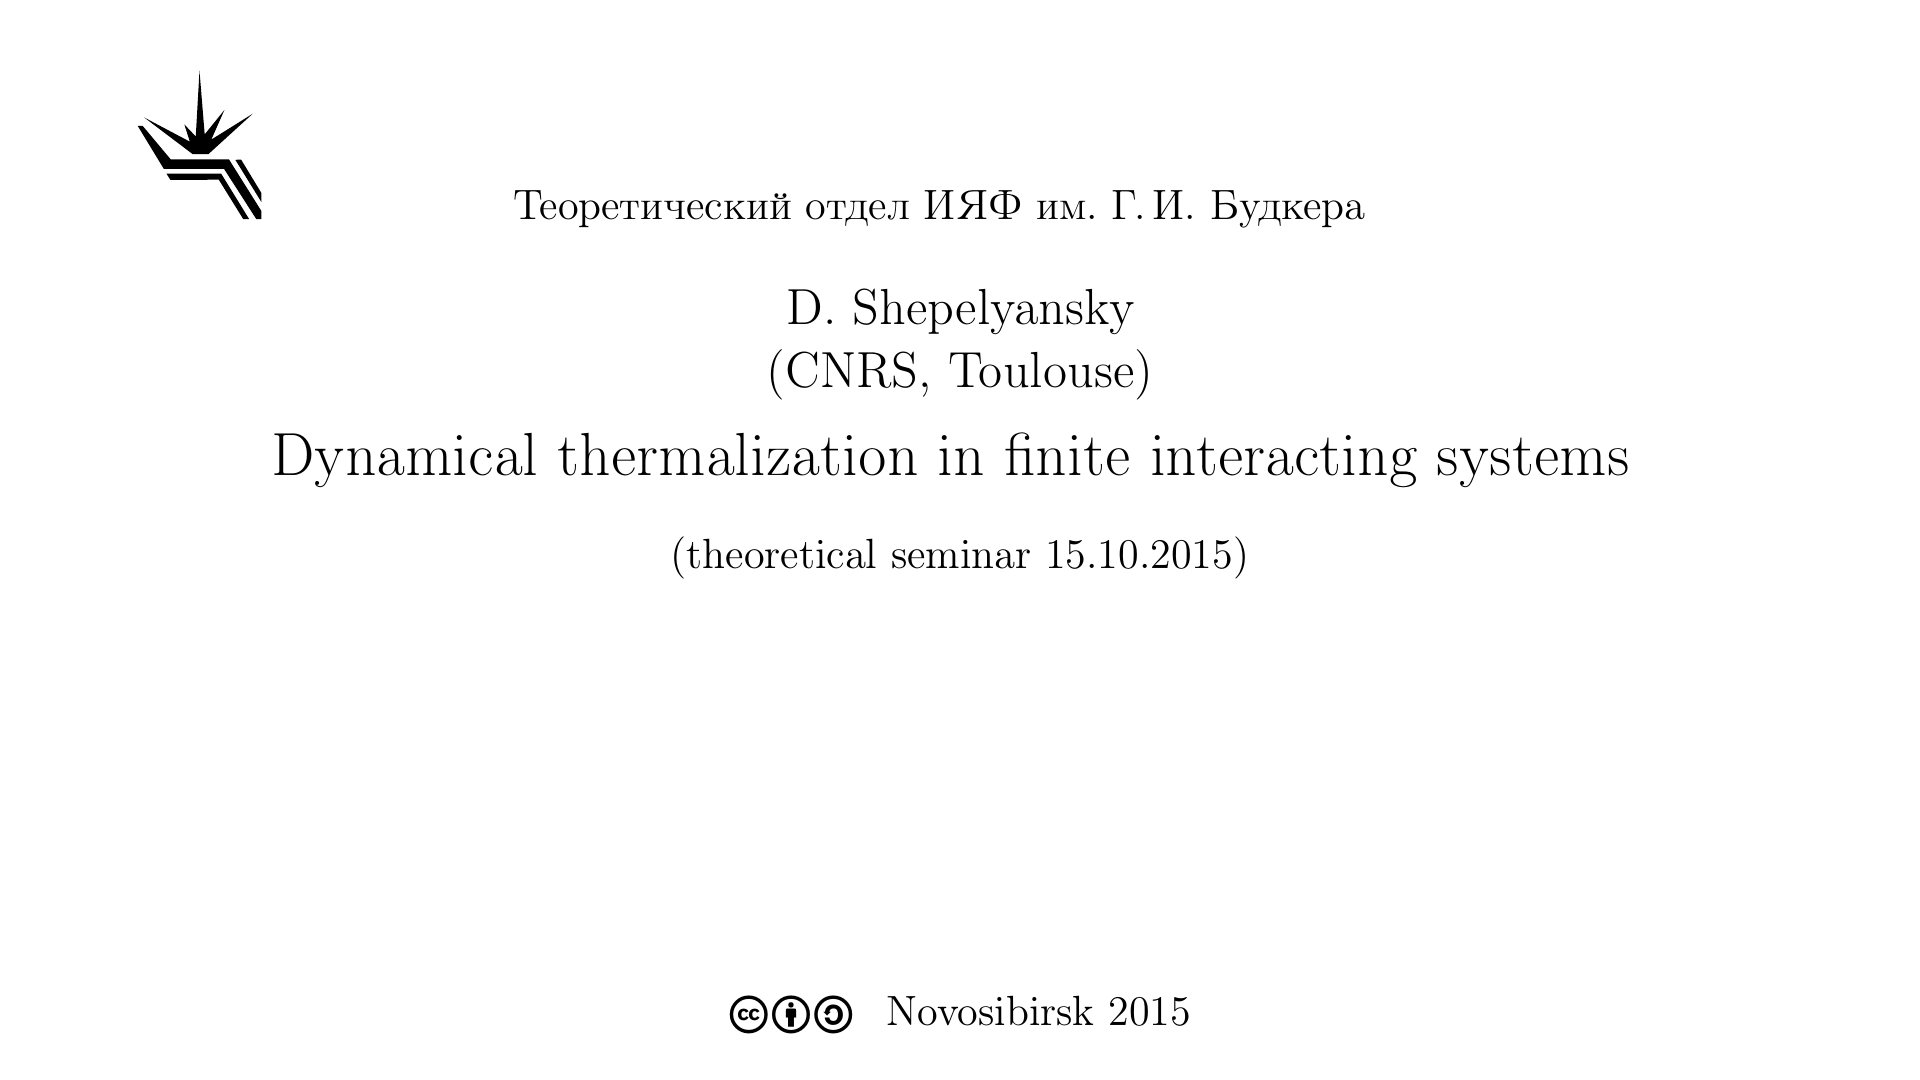 Теоретический отдел ИЯФ им. Г. И. Будкера
D. Shepelyansky
(CNRS, Toulouse)
Dynamical thermalization in finite interacting systems
(theoretical seminar 15.10.2015)
cc Novosibirsk 2015